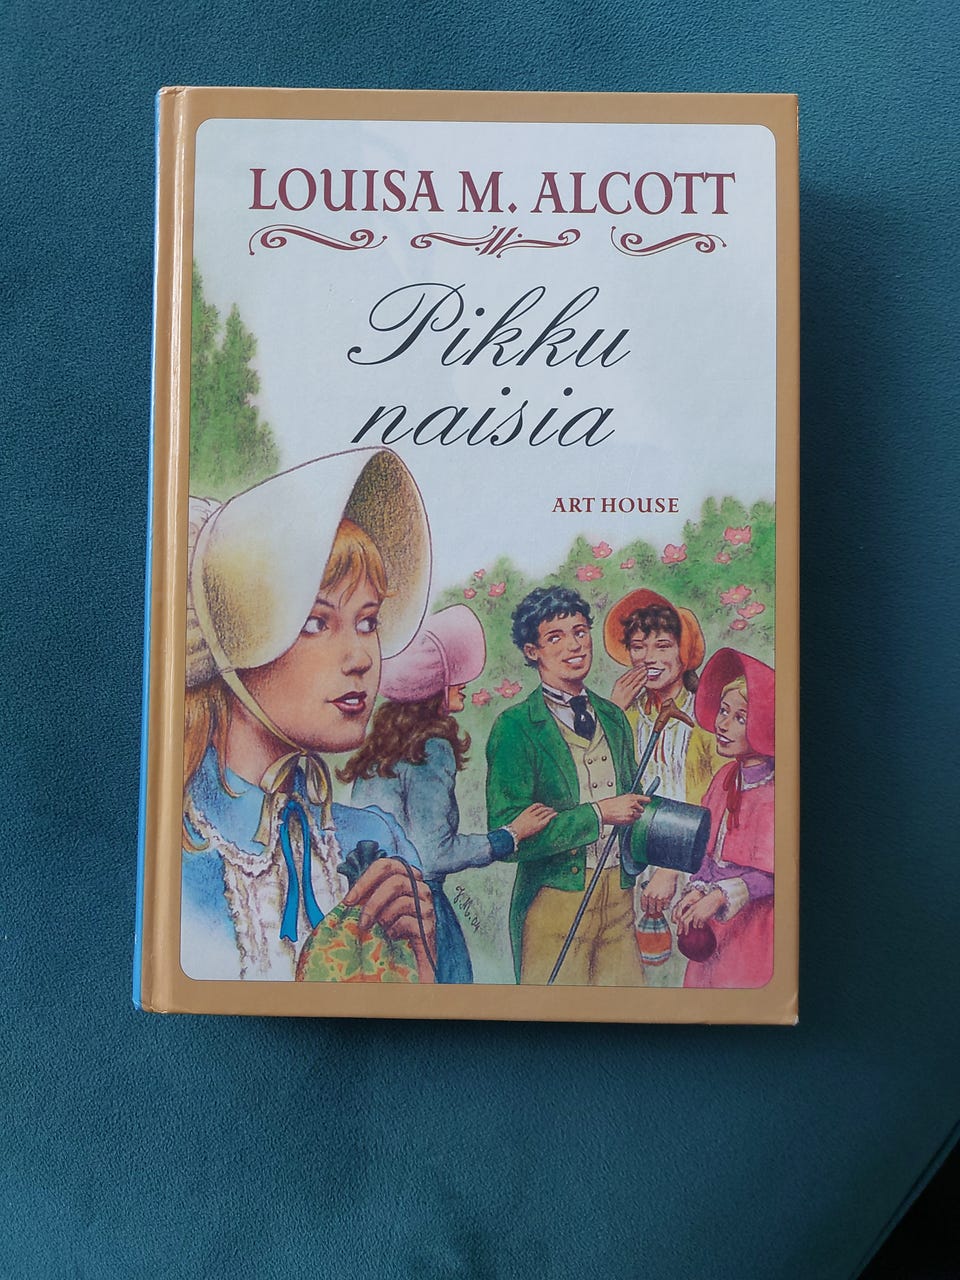 LOUISA M. ALCOTT
Pikku
naisia
ART HOUSE